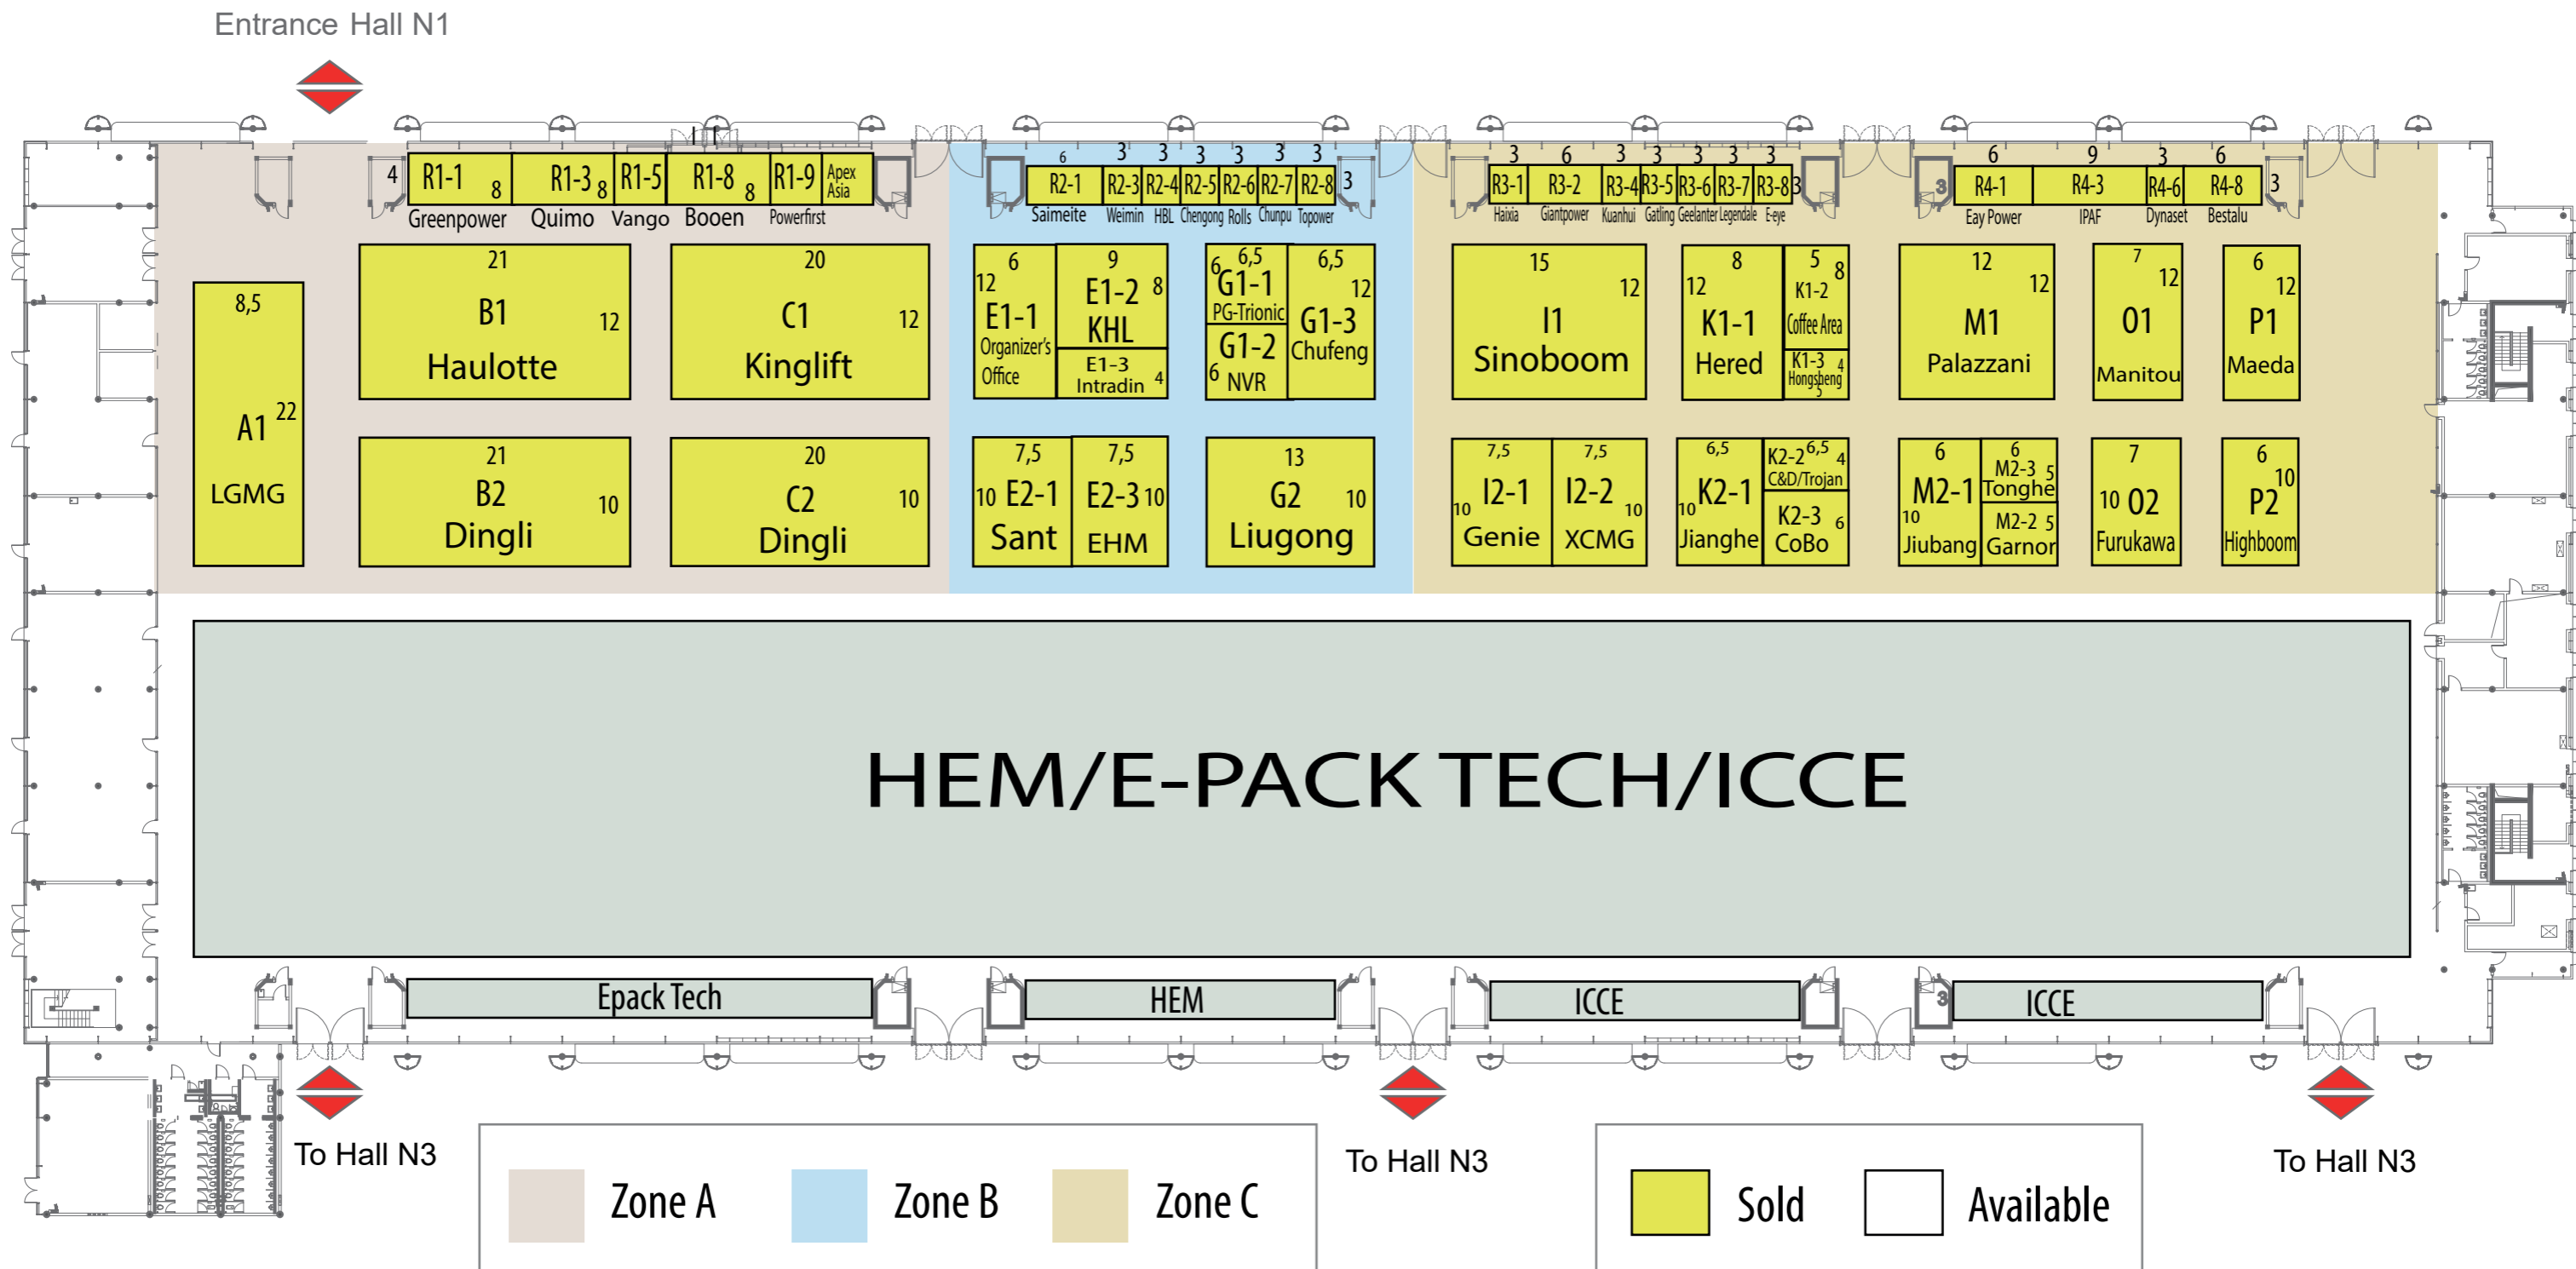 Entrance Hall N1
4
R1-1
8
R1-3
8
R1-5
R1-8
8
R1-9
Apex
Asia
Greenpower
Quimo
Vango
Booen
Powerfirst
6
3
3
3
3
3
3
R2-1
R2-3
R2-4
R2-5
R2-6
R2-7
R2-8
3
Saimeite
Weimin
HBL
Chengong
Rolls
Chunpu
Topower
3
6
3
3
3
3
3
R3-1
R3-2
R3-4
R3-5
R3-6
R3-7
R3-8
3
Haixia
Giantpower
Kuanhui
Gatling
Geelanter
Legendale
E-eye
6
9
3
6
3
R4-1
R4-3
R4-6
R4-8
3
Eay Power
IPAF
Dynaset
Bestalu
8,5
A1
22
LGMG
21
B1
12
Haulotte
20
C1
12
Kinglift
6
12
E1-1
Organizer's
Office
9
E1-2
8
KHL
E1-3
Intradin
4
6,5
6
G1-1
PG-Trionic
G1-2
6
NVR
6,5
12
G1-3
Chufeng
15
12
I1
Sinoboom
8
12
K1-1
Hered
5
8
K1-2
Coffee Area
K1-3
4
Hongsheng
5
12
12
M1
Palazzani
7
12
O1
Manitou
6
12
P1
Maeda
21
B2
10
Dingli
20
C2
10
Dingli
7,5
10
E2-1
Sant
7,5
E2-3
10
EHM
13
G2
10
Liugong
7,5
I2-1
10
Genie
7,5
I2-2
10
XCMG
6,5
K2-1
10
Jianghe
K2-2
6,5
4
C&D/Trojan
K2-3
6
CoBo
6
M2-1
10
Jiubang
6
M2-3
5
Tonghe
M2-2
5
Garnor
7
10
O2
Furukawa
6
10
P2
Highboom
HEM/E-PACK TECH/ICCE
Epack Tech
HEM
ICCE
3
ICCE
To Hall N3
To Hall N3
To Hall N3
Zone A
Zone B
Zone C
Sold
Available